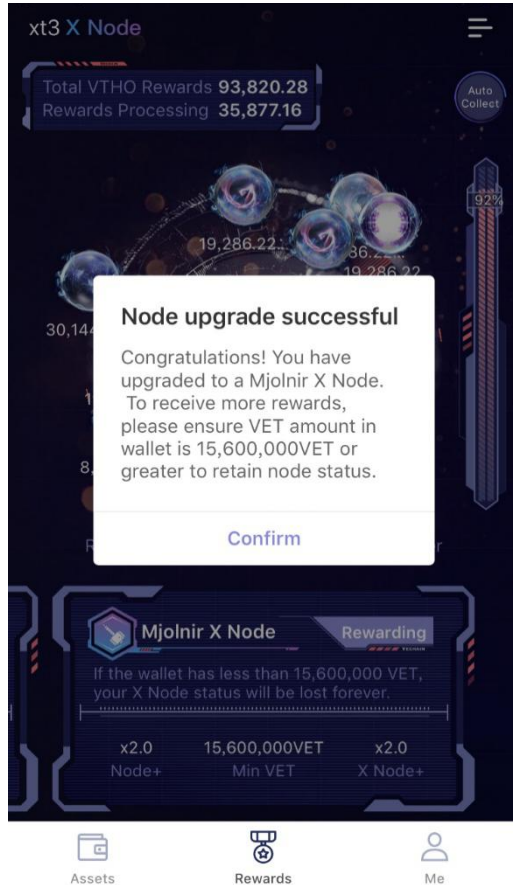 xt3 X Node
Total VTHO Rewards 93,820.28
Rewards Processing 35,877.16
Auto
Collect
92%
19,286.22...
86.22...
19,286.22
30,144
Node upgrade successful
Congratulations! You have
upgraded to a Mjolnir X Node.
To receive more rewards,
please ensure VET amount in
wallet is 15,600,000VET or
greater to retain node status.
8,
Confirm
Mjolnir X Node
Rewarding
If the wallet has less than 15,600,000 VET,
your X Node status will be lost forever.
x2.0 15,600,000VET x2.0
Node+ Min VET X Node+
Assets Rewards Me